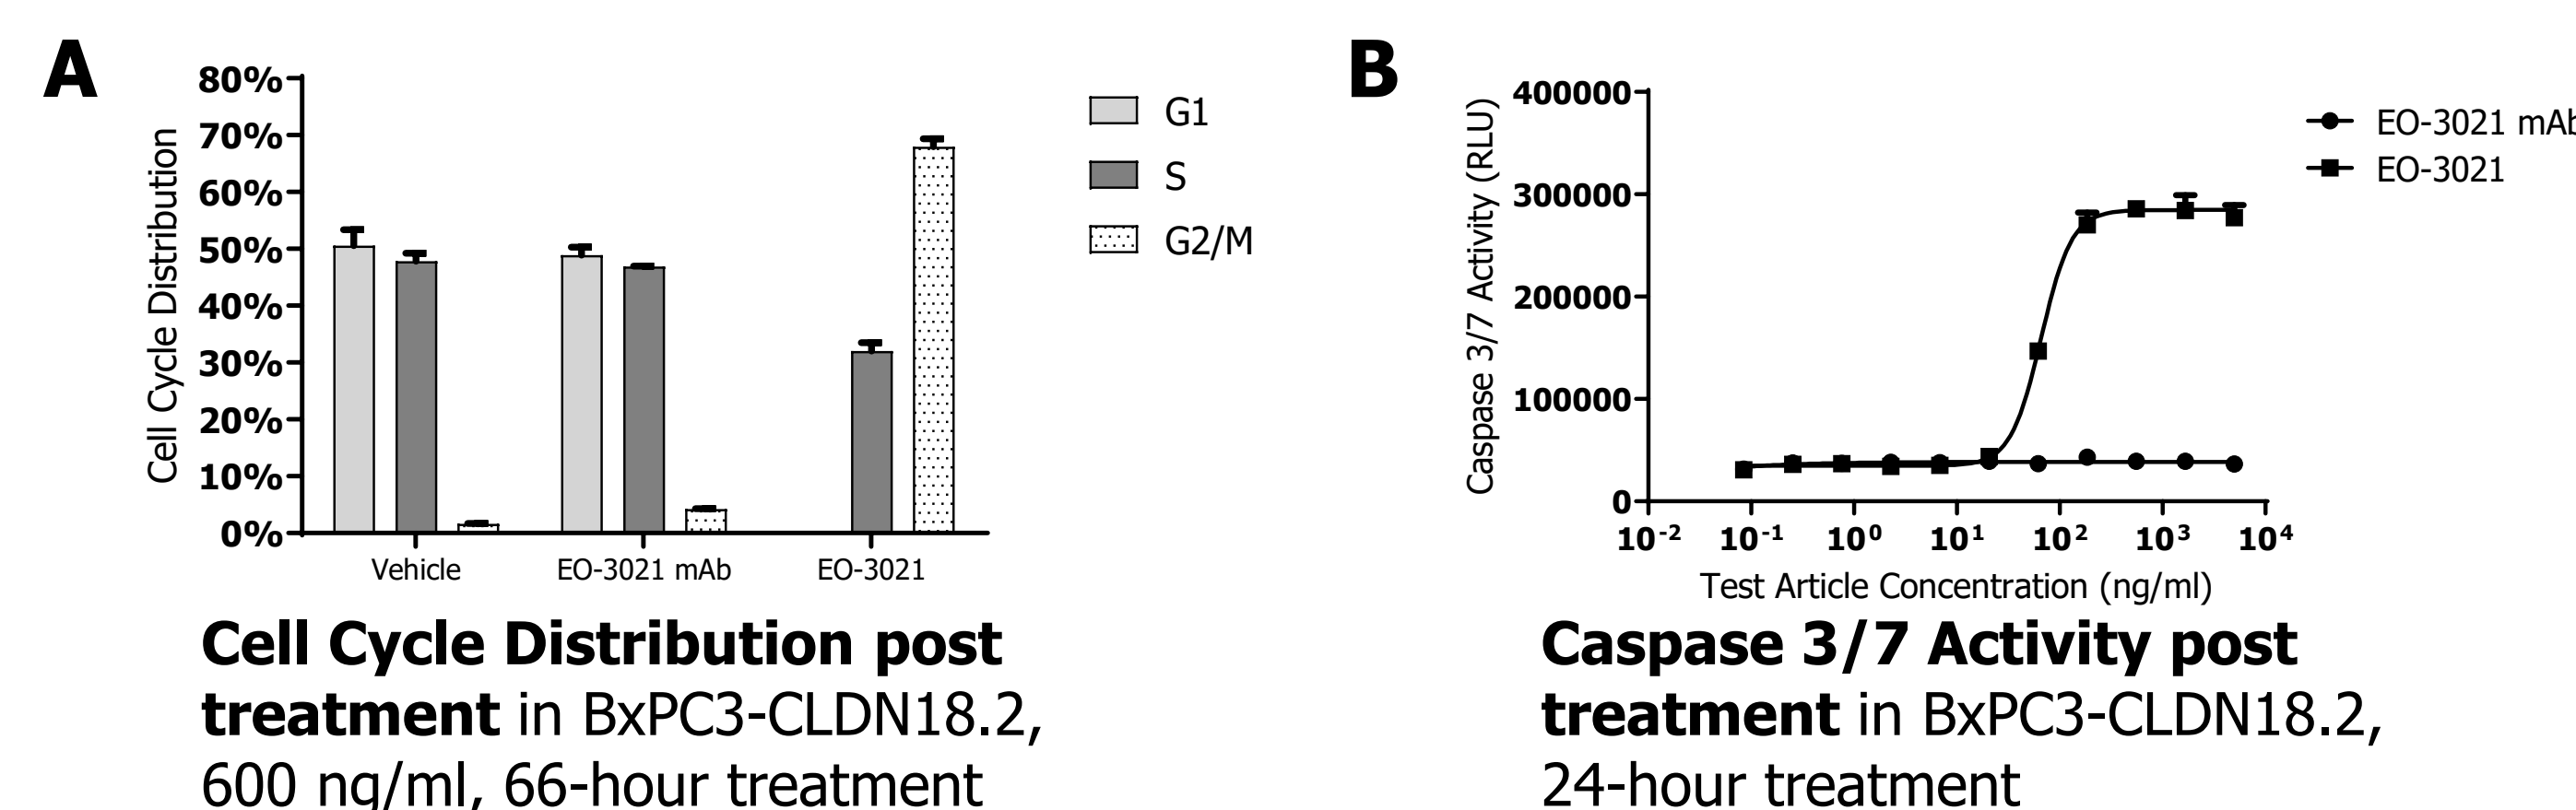 A
80%
70%
60%
50%
40%
30%
20%
10%
0%
Cell Cycle Distribution
Vehicle
EO-3021 mAb
EO-3021
G1
S
G2/M
Cell Cycle Distribution post
treatment in BxPC3-CLDN18.2,
600 ng/ml, 66-hour treatment
B
400000
300000
200000
100000
0
Caspase 3/7 Activity (RLU)
10⁻² 10⁻¹ 10⁰ 10¹ 10² 10³ 10⁴
Test Article Concentration (ng/ml)
EO-3021 mAb
EO-3021
Caspase 3/7 Activity post
treatment in BxPC3-CLDN18.2,
24-hour treatment